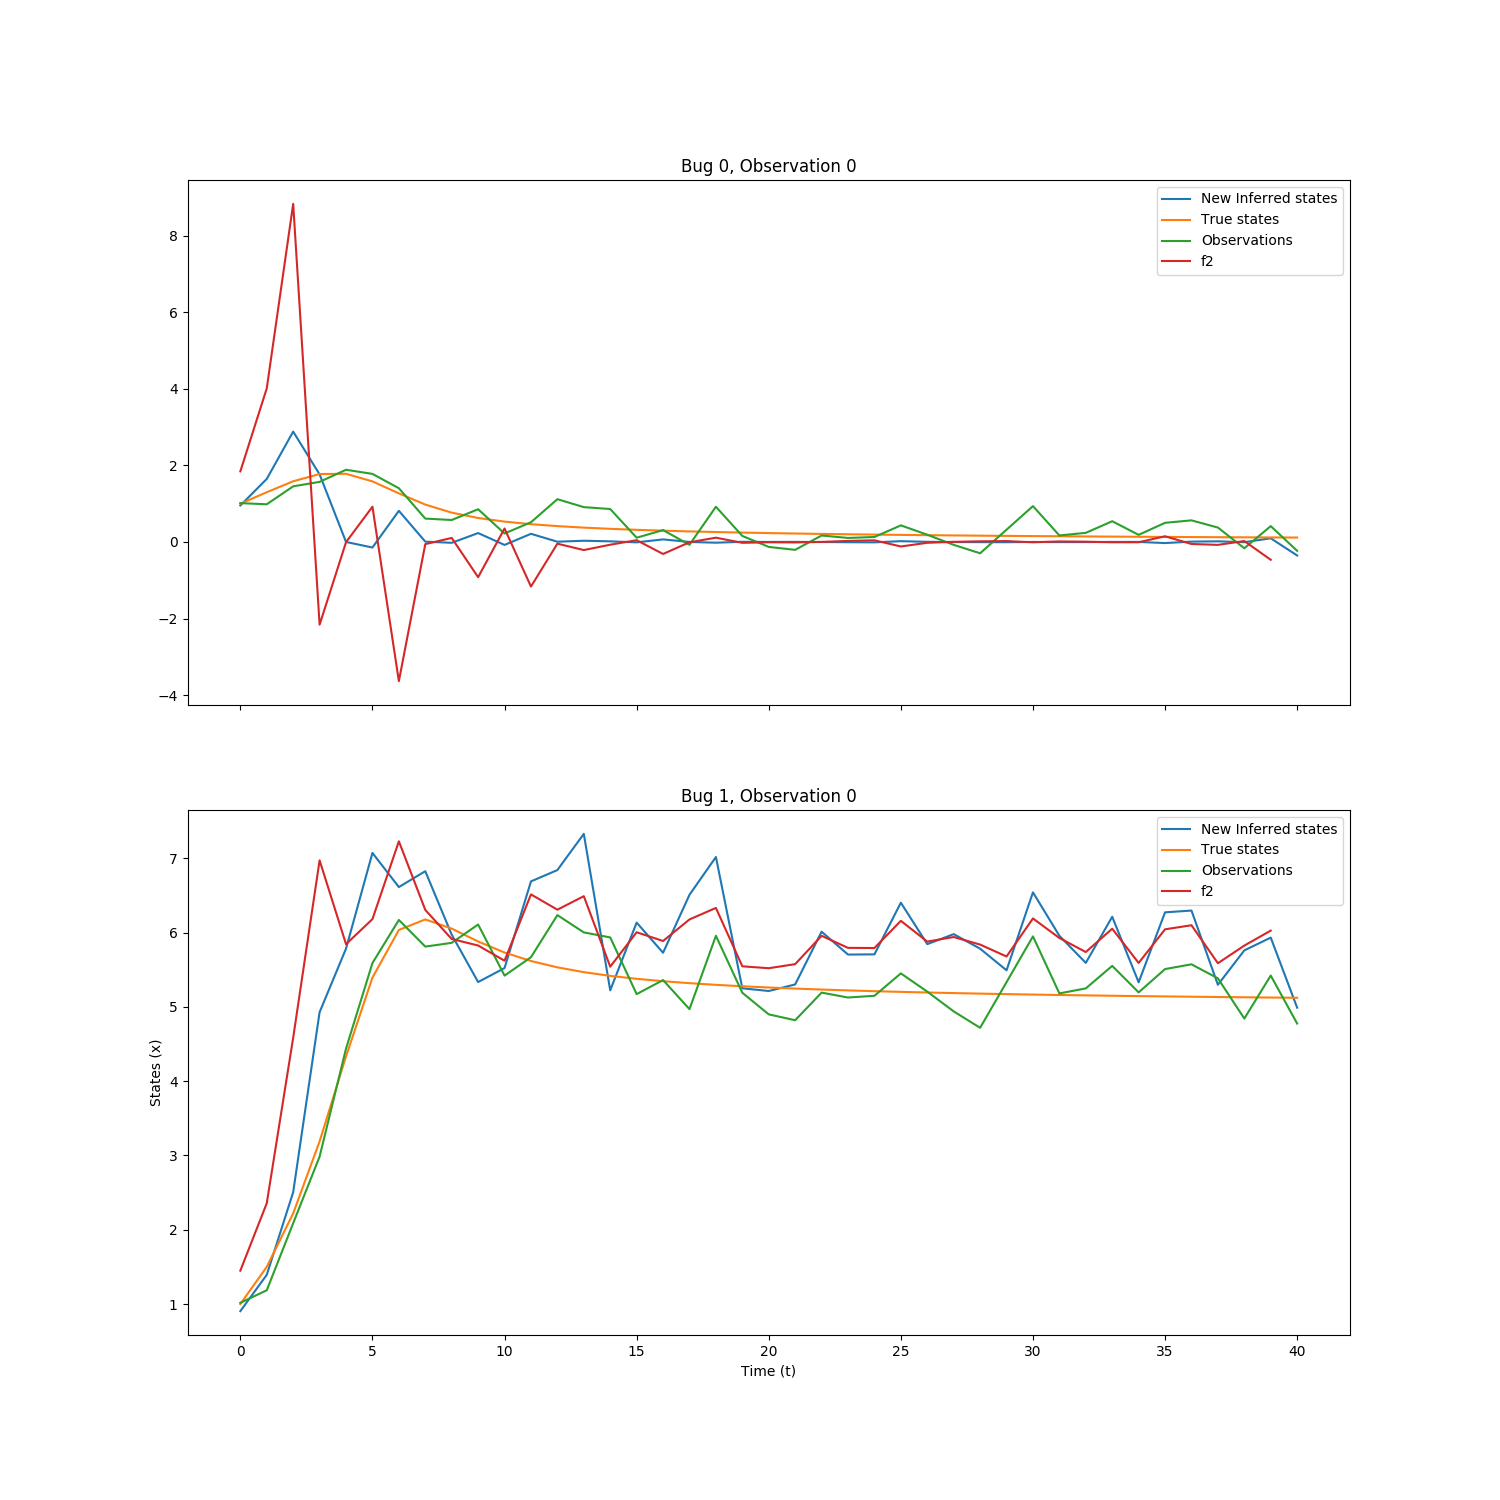 Bug 0, Observation 0
New Inferred states
True states
Observations
f2
8
6
4
2
0
−2
−4
Bug 1, Observation 0
New Inferred states
True states
Observations
f2
7
6
5
4
3
2
1
States (x)
0 5 10 15 20 25 30 35 40
Time (t)